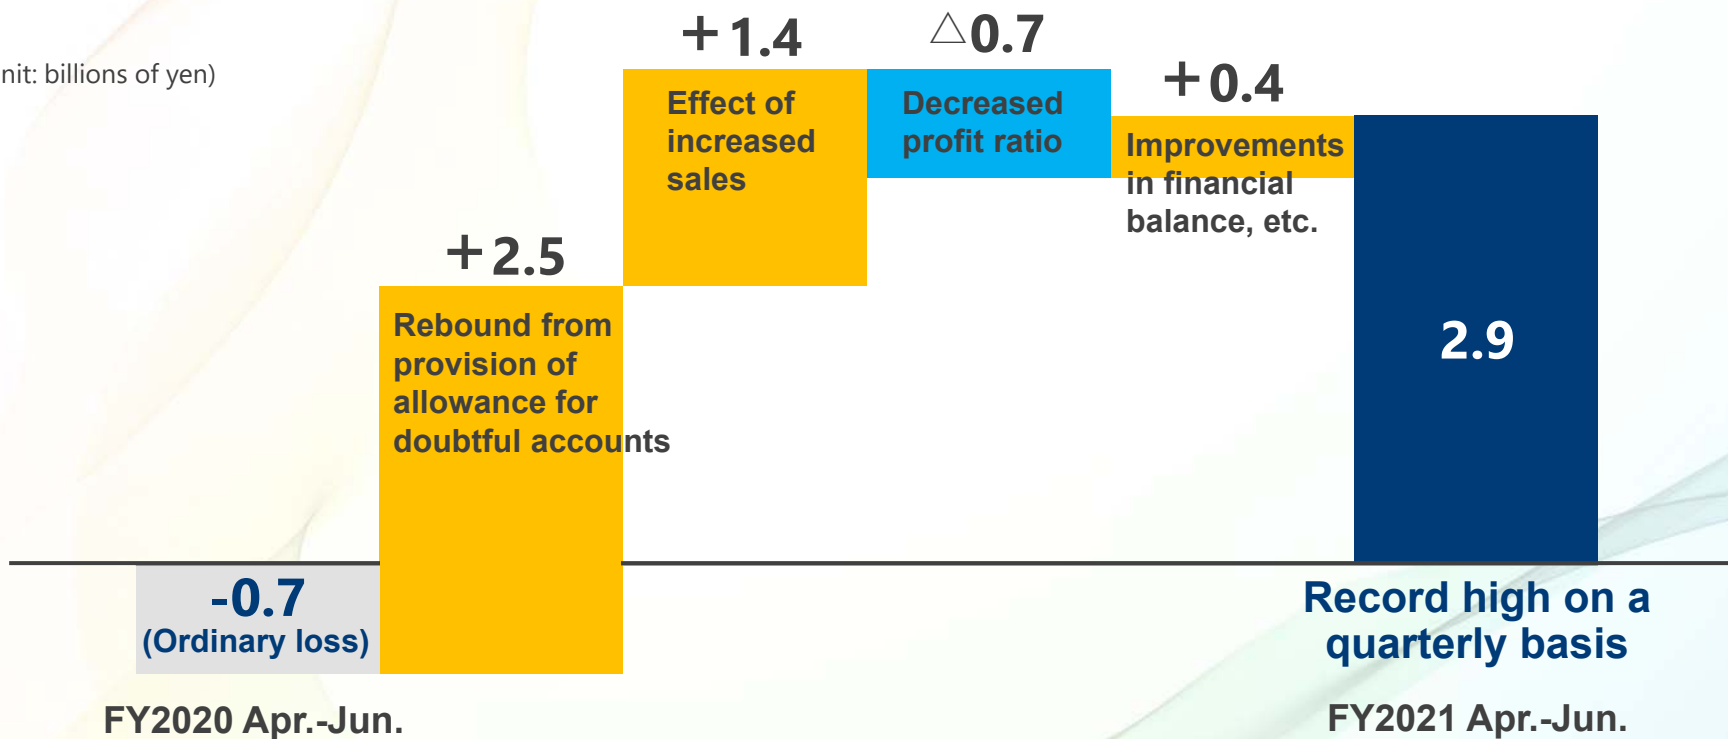 nit: billions of yen)
+1.4
△0.7
+0.4
+2.5
Effect of
increased
sales
Decreased
profit ratio
Improvements
in financial
balance, etc.
Rebound from
provision of
allowance for
doubtful accounts
2.9
-0.7
(Ordinary loss)
Record high on a
quarterly basis
FY2020 Apr.-Jun.
FY2021 Apr.-Jun.